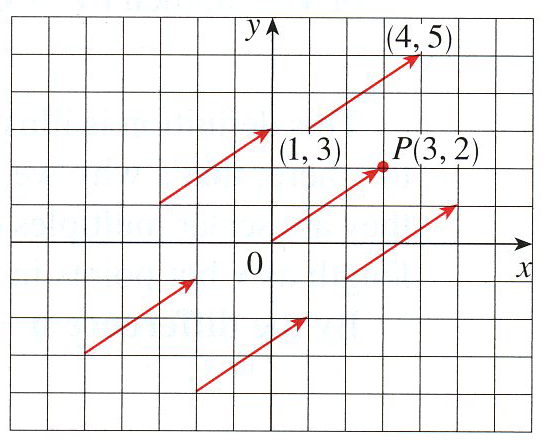 y
(4, 5)
(1, 3)
P(3, 2)
0
x